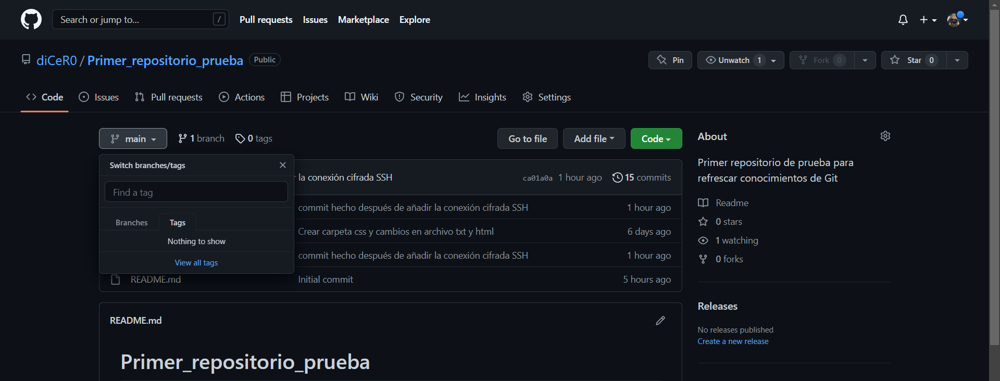 Search or jump to... /
Pull requests Issues Marketplace Explore
diCeR0 / Primer_repositorio_prueba Public
Pin Unwatch 1 Fork 0 Star 0
Code Issues Pull requests Actions Projects Wiki Security Insights Settings
main 1 branch 0 tags
Go to file Add file Code
Switch branches/tags
Find a tag
Branches Tags
Nothing to show
View all tags
la conexión cifrada SSH ca01a0a 1 hour ago 15 commits
commit hecho después de añadir la conexión cifrada SSH 1 hour ago
Crear carpeta css y cambios en archivo txt y html 6 days ago
commit hecho después de añadir la conexión cifrada SSH 1 hour ago
README.md Initial commit 5 hours ago
README.md
Primer_repositorio_prueba
About
Primer repositorio de prueba para
refrescar conocimientos de Git
Readme
0 stars
1 watching
0 forks
Releases
No releases published
Create a new release